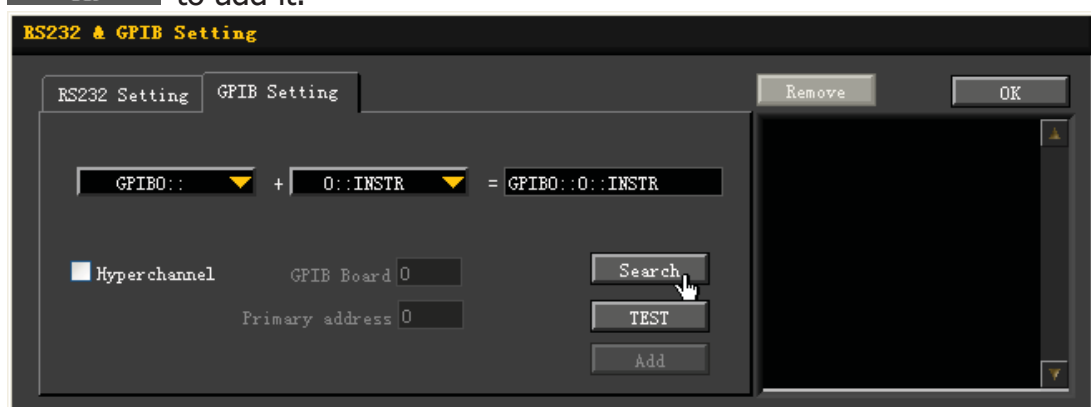 to add it.
RS232 & GPIB Setting
RS232 Setting GPIB Setting
Remove OK
GPIB0:: + 0::INSTR = GPIB0::0::INSTR
Hyperchannel GPIB Board 0 Search
Primary address 0 TEST
Add